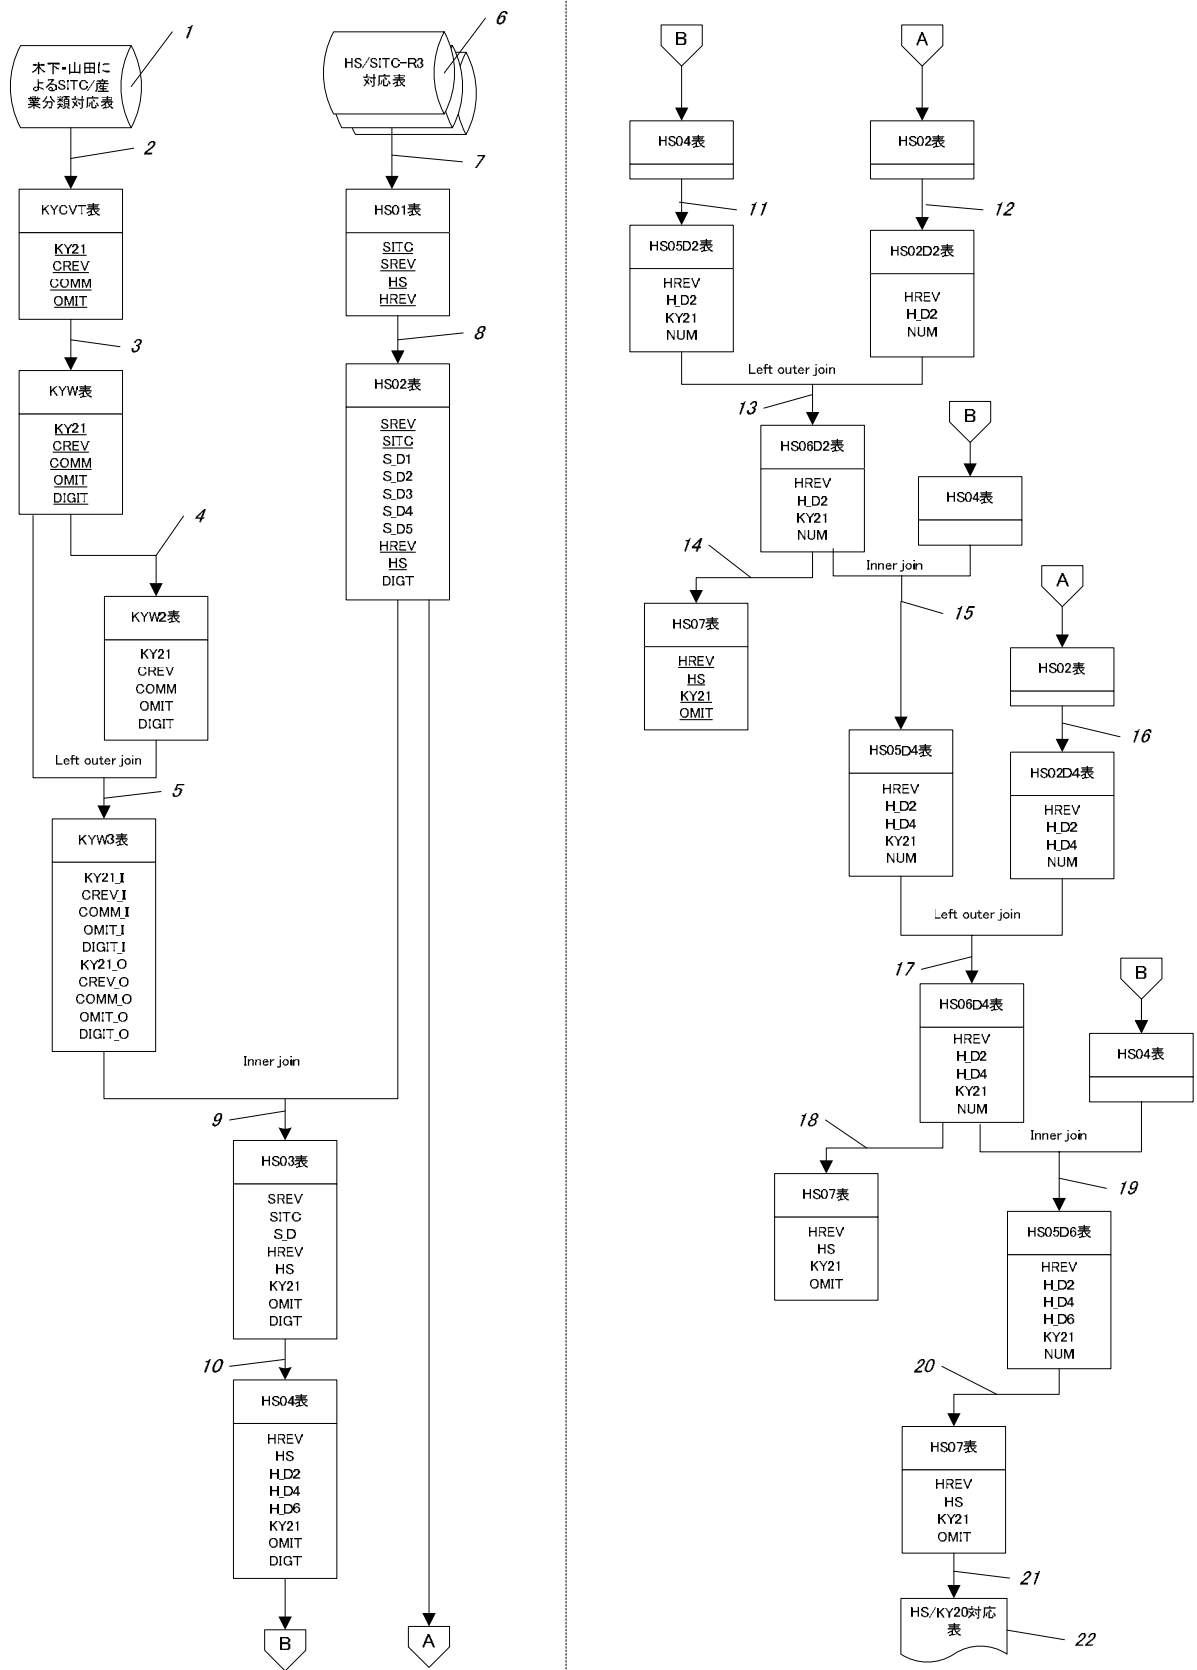 1
木下・山田に
よるSITC/産
業分類対応表
2
KYCVT表
KY21
CREV
COMM
OMIT
3
KYW表
KY21
CREV
COMM
OMIT
DIGIT
4
KYW2表
KY21
CREV
COMM
OMIT
DIGIT
Left outer join
5
KYW3表
KY21_I
CREV_I
COMM_I
OMIT_I
DIGIT_I
KY21_O
CREV_O
COMM_O
OMIT_O
DIGIT_O
6
HS/SITC-R3
対応表
7
HS01表
SITC
SREV
HS
HREV
8
HS02表
SREV
SITC
S_D1
S_D2
S_D3
S_D4
S_D5
HREV
HS
DIGT
Inner join
9
HS03表
SREV
SITC
S_D
HREV
HS
KY21
OMIT
DIGT
10
HS04表
HREV
HS
H_D2
H_D4
H_D6
KY21
OMIT
DIGT
B
A
B
A
HS04表
HS02表
11
12
HS05D2表
HREV
H_D2
KY21
NUM
HS02D2表
HREV
H_D2
NUM
Left outer join
13
HS06D2表
HREV
H_D2
KY21
NUM
B
HS04表
14
Inner join
15
HS07表
HREV
HS
KY21
OMIT
A
HS02表
16
HS05D4表
HREV
H_D2
H_D4
KY21
NUM
HS02D4表
HREV
H_D2
H_D4
NUM
Left outer join
17
HS06D4表
HREV
H_D2
H_D4
KY21
NUM
B
HS04表
18
Inner join
19
HS07表
HREV
HS
KY21
OMIT
HS05D6表
HREV
H_D2
H_D4
H_D6
KY21
NUM
20
HS07表
HREV
HS
KY21
OMIT
21
HS/KY20対応
表
22